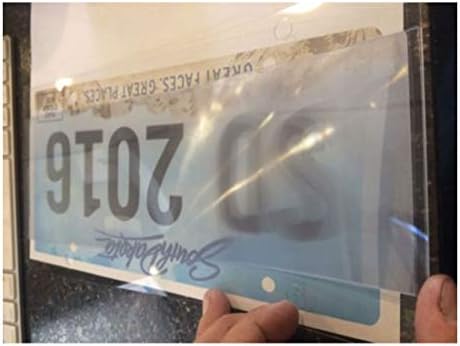 South Dakota
SD 2016
GREAT FACES. GREAT PLACES.